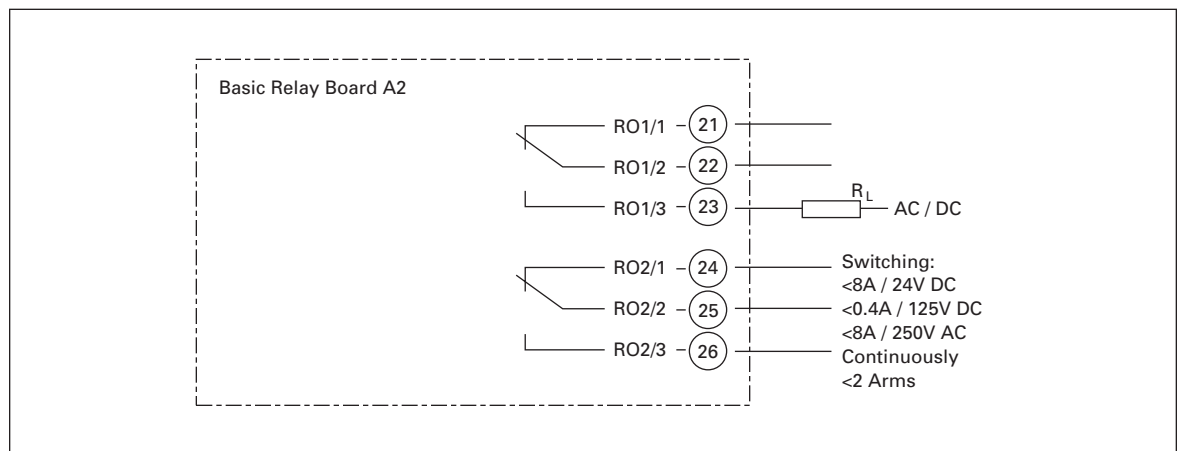 Basic Relay Board A2
RO1/1 21
RO1/2 22
RO1/3 23 R L AC / DC
RO2/1 24
RO2/2 25
RO2/3 26
Switching:
<8A / 24V DC
<0.4A / 125V DC
<8A / 250V AC
Continuously
<2 Arms